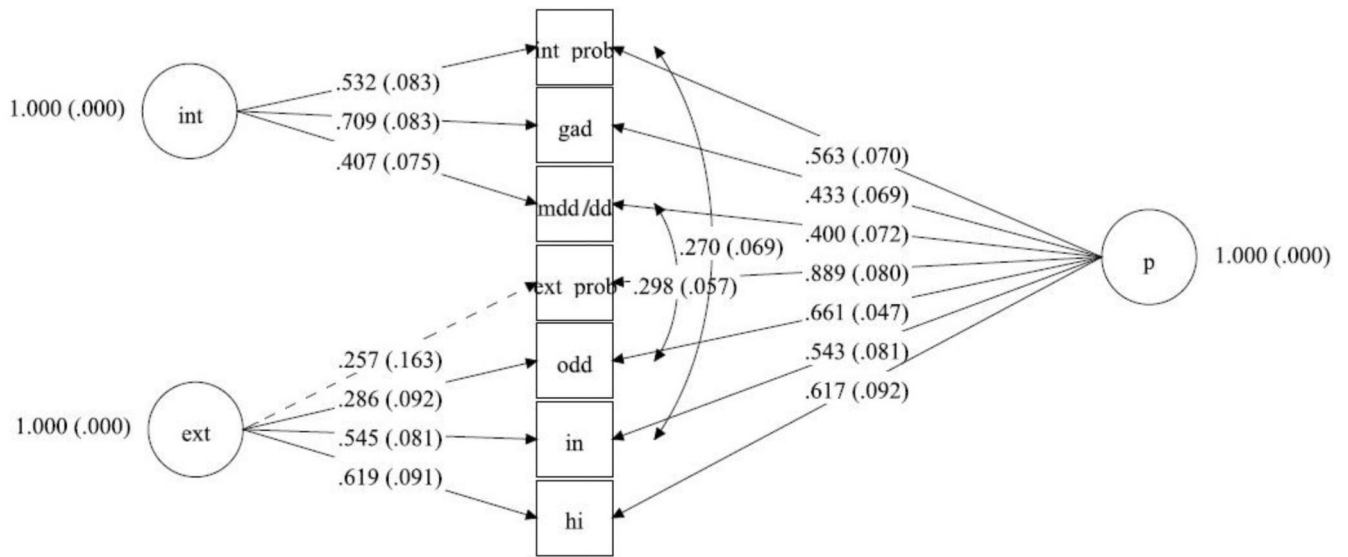 1.000 (.000)
int
.532 (.083)
.709 (.083)
.407 (.075)
int prob
gad
mdd/dd
ext prob
odd
in
hi
.270 (.069)
.298 (.057)
.563 (.070)
.433 (.069)
.400 (.072)
.889 (.080)
.661 (.047)
.543 (.081)
.617 (.092)
p
1.000 (.000)
1.000 (.000)
ext
.257 (.163)
.286 (.092)
.545 (.081)
.619 (.091)